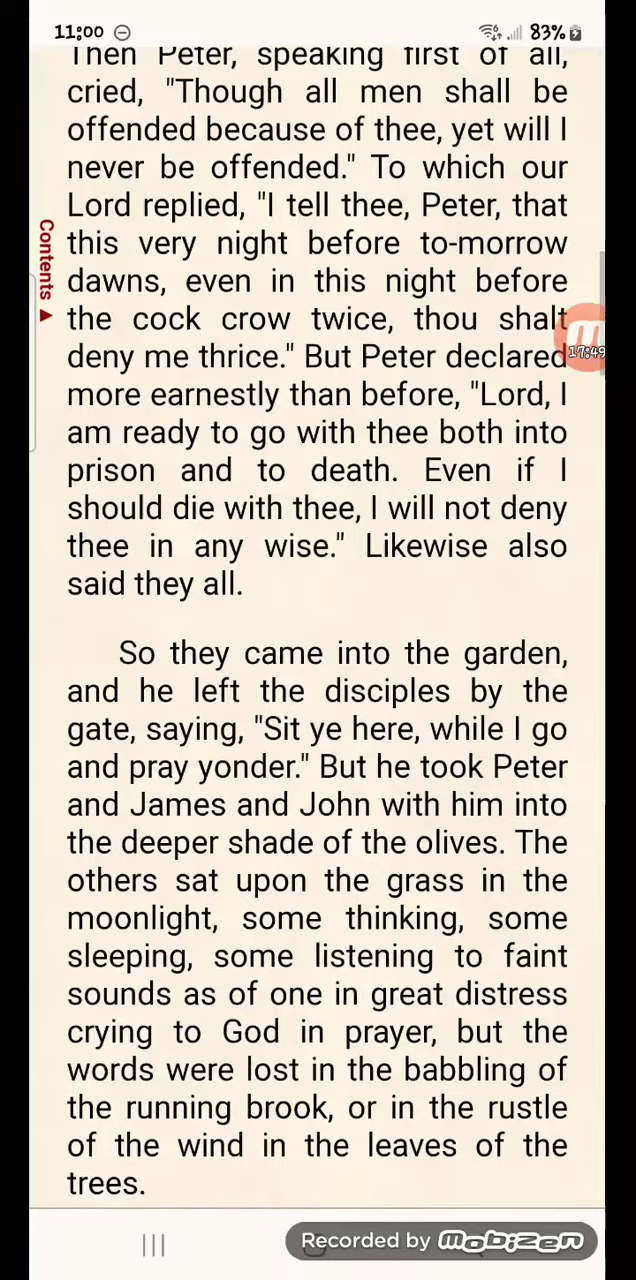 11:00
83%
Then Peter, speaking first of all,
cried, "Though all men shall be
offended because of thee, yet will I
never be offended." To which our
Lord replied, "I tell thee, Peter, that
this very night before to-morrow
dawns, even in this night before
the cock crow twice, thou shalt
deny me thrice." But Peter declared
more earnestly than before, "Lord, I
am ready to go with thee both into
prison and to death. Even if I
should die with thee, I will not deny
thee in any wise." Likewise also
said they all.
Contents
17:49
So they came into the garden,
and he left the disciples by the
gate, saying, "Sit ye here, while I go
and pray yonder." But he took Peter
and James and John with him into
the deeper shade of the olives. The
others sat upon the grass in the
moonlight, some thinking, some
sleeping, some listening to faint
sounds as of one in great distress
crying to God in prayer, but the
words were lost in the babbling of
the running brook, or in the rustle
of the wind in the leaves of the
trees.
Recorded by mobizen